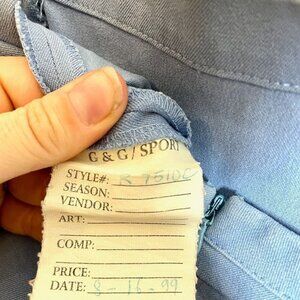 G & G/SPORT
STYLE#: R 7510C
SEASON:
VENDOR:
ART:
COMP:
PRICE:
DATE: 8-16-99